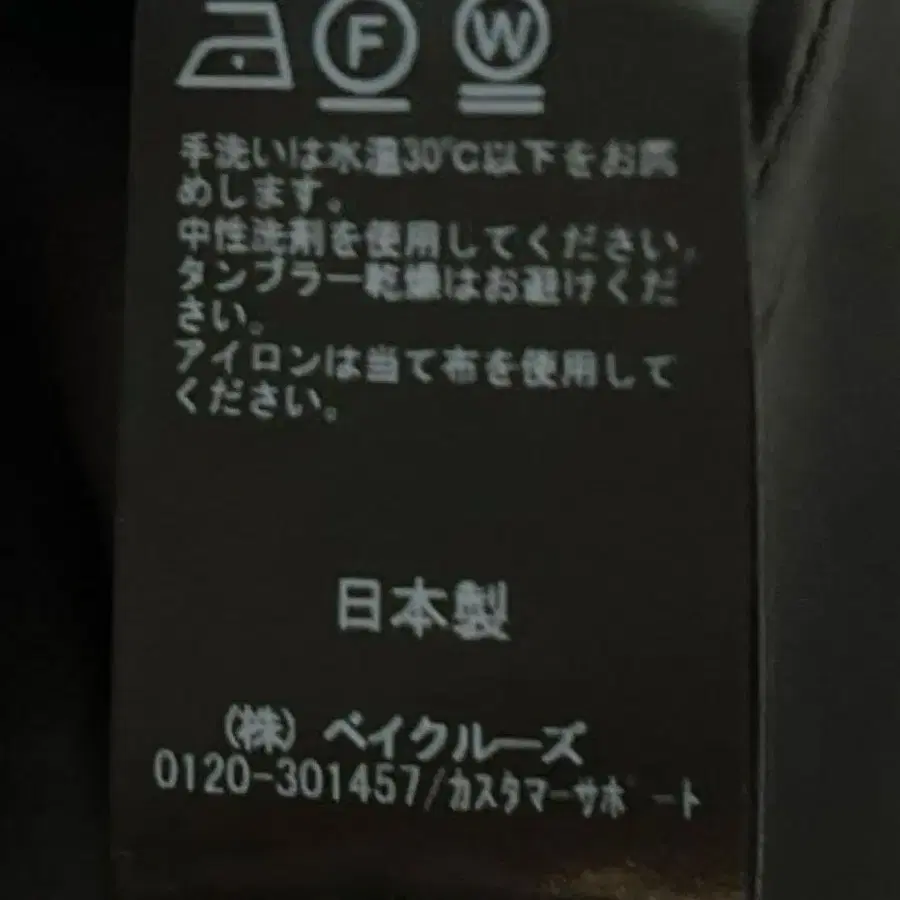 F W
手洗いは水温30℃以下をお薦
めします。
中性洗剤を使用してください。
タンブラー乾燥はお避けくだ
さい。
アイロンは当て布を使用して
ください。
日本製
(株) ベイクルーズ
0120-301457/カスタマーサポート